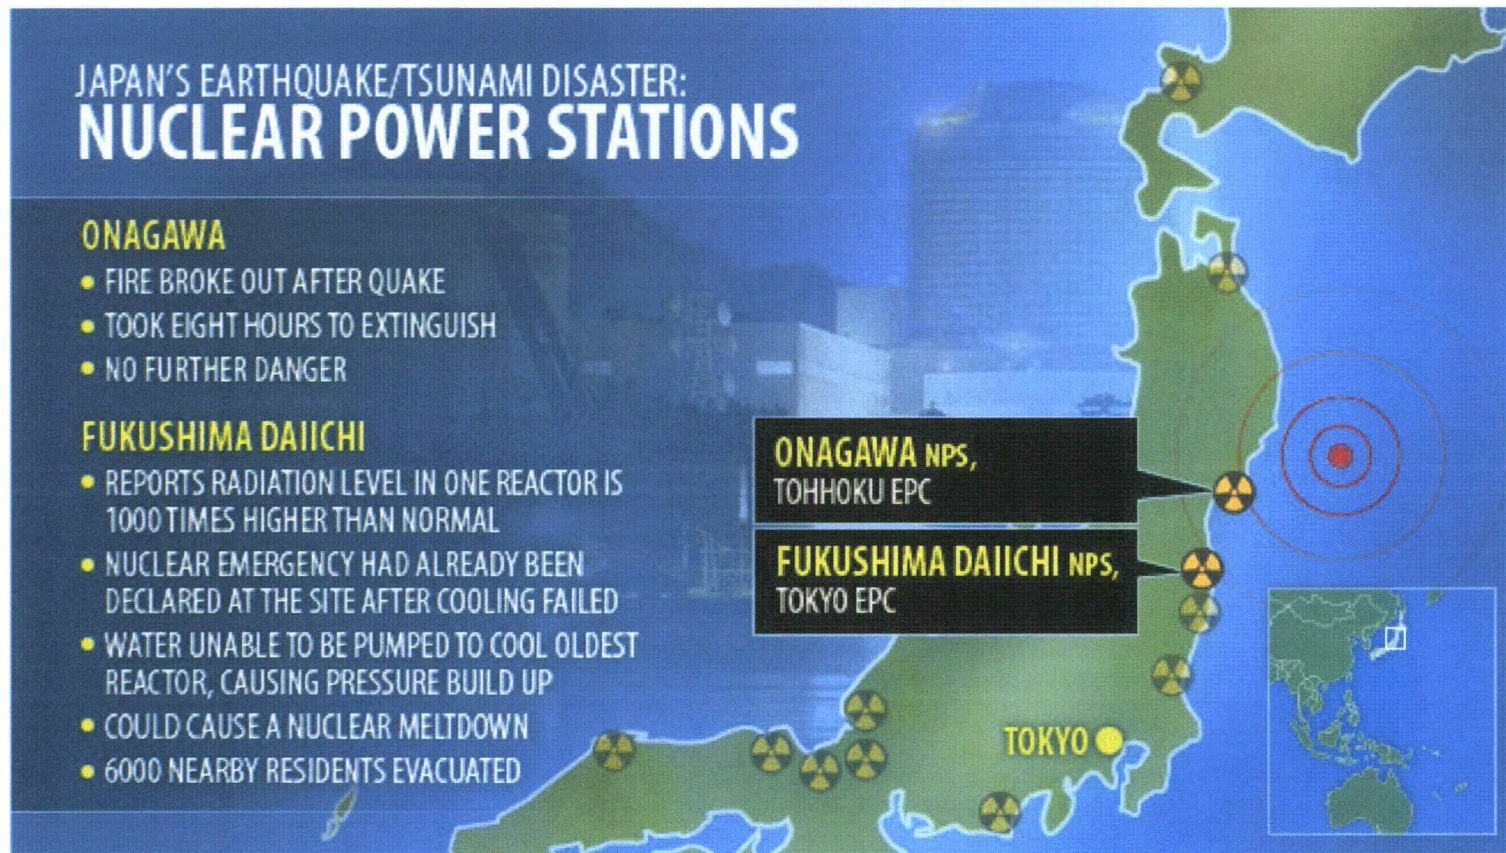 JAPAN'S EARTHQUAKE/TSUNAMI DISASTER:
NUCLEAR POWER STATIONS
ONAGAWA
• FIRE BROKE OUT AFTER QUAKE
• TOOK EIGHT HOURS TO EXTINGUISH
• NO FURTHER DANGER
FUKUSHIMA DAIICHI
• REPORTS RADIATION LEVEL IN ONE REACTOR IS
1000 TIMES HIGHER THAN NORMAL
• NUCLEAR EMERGENCY HAD ALREADY BEEN
DECLARED AT THE SITE AFTER COOLING FAILED
• WATER UNABLE TO BE PUMPED TO COOL OLDEST
REACTOR, CAUSING PRESSURE BUILD UP
• COULD CAUSE A NUCLEAR MELTDOWN
• 6000 NEARBY RESIDENTS EVACUATED
ONAGAWA NPS,
TOHHOKU EPC
FUKUSHIMA DAIICHI NPS,
TOKYO EPC
TOKYO